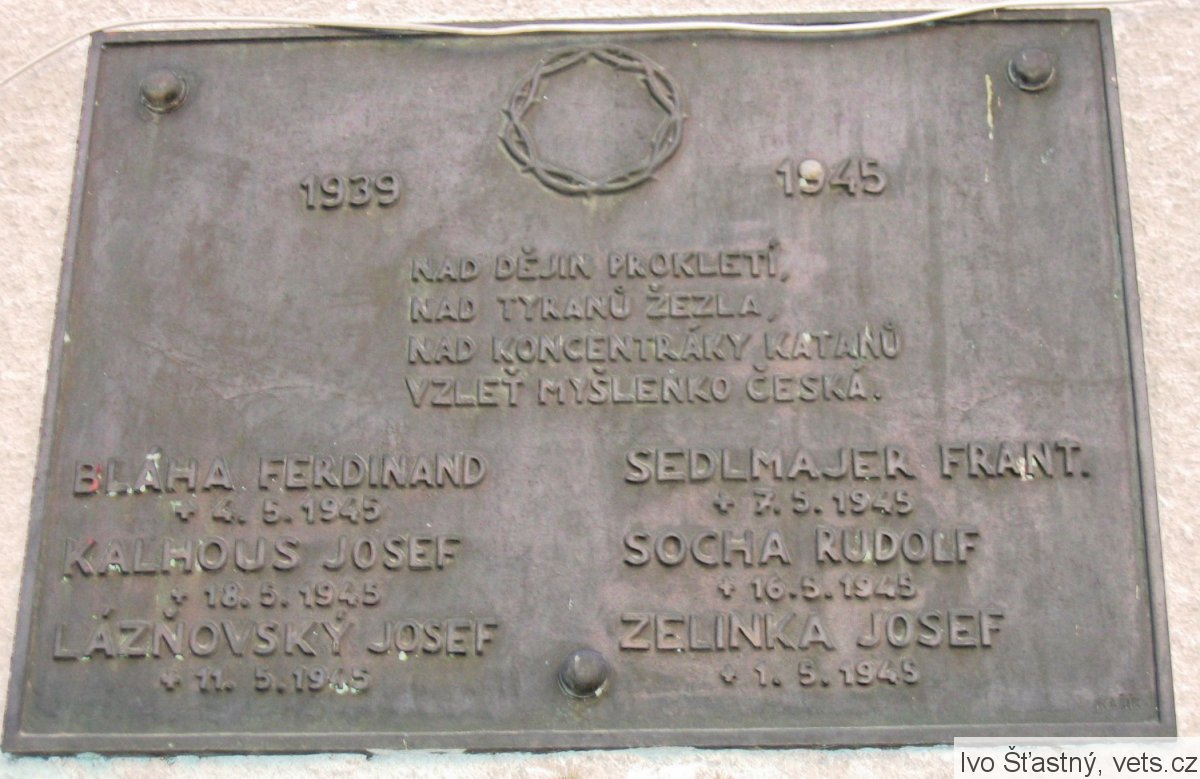 1939 1945
NAD DĚJIN PROKLETÍ,
NAD TYRANŮ ŽEZLA,
NAD KONCENTRÁKY KATANŮ
VZLEŤ MYŠLENKO ČESKÁ.
BLÁHA FERDINAND
+ 4. 5. 1945
KALHOUS JOSEF
+ 18. 5. 1945
LÁZŇOVSKÝ JOSEF
+ 11. 5. 1945
SEDLMAJER FRANT.
+ 7. 5. 1945
SOCHA RUDOLF
+ 16. 5. 1945
ZELINKA JOSEF
+ 1. 5. 1945
Ivo Šťastný, vets.cz